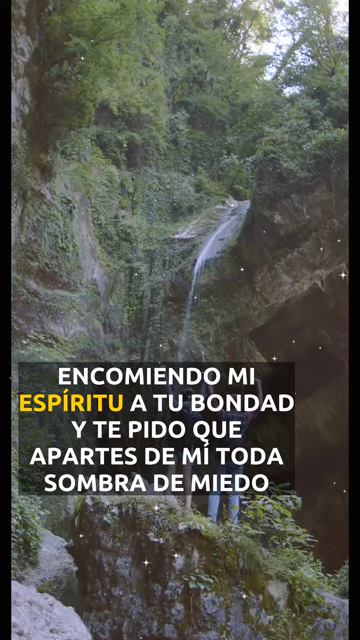 ENCOMIENDO MI
ESPÍRITU A TU BONDAD
Y TE PIDO QUE
APARTES DE MÍ TODA
SOMBRA DE MIEDO